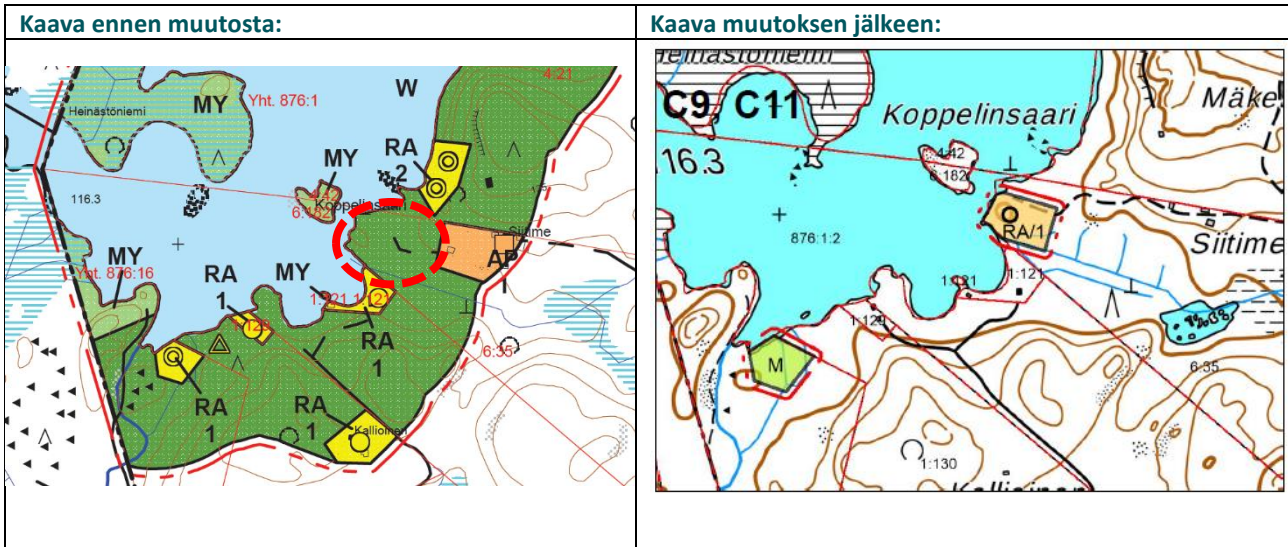 Kaava ennen muutosta:
Kaava muutoksen jälkeen:
4:21
W
MY
Yht. 876:1
Heinästöniemi
RA
2
MY
4:42
6:182
Koppelinsaari
116.3
Siitime
AP
Yht. 876:16
MY
RA
1
MY
1:121
1:121
RA
1
6:35
RA
1
RA
1
Kallioinen
Heinästöniemi
C9
C11
Koppelinsaari
Mäke
116.3
4:42
6:182
876:1:2
RA/1
Siitime
1:121
1:121
1:129
6:35
M
1:130
Kallioinen